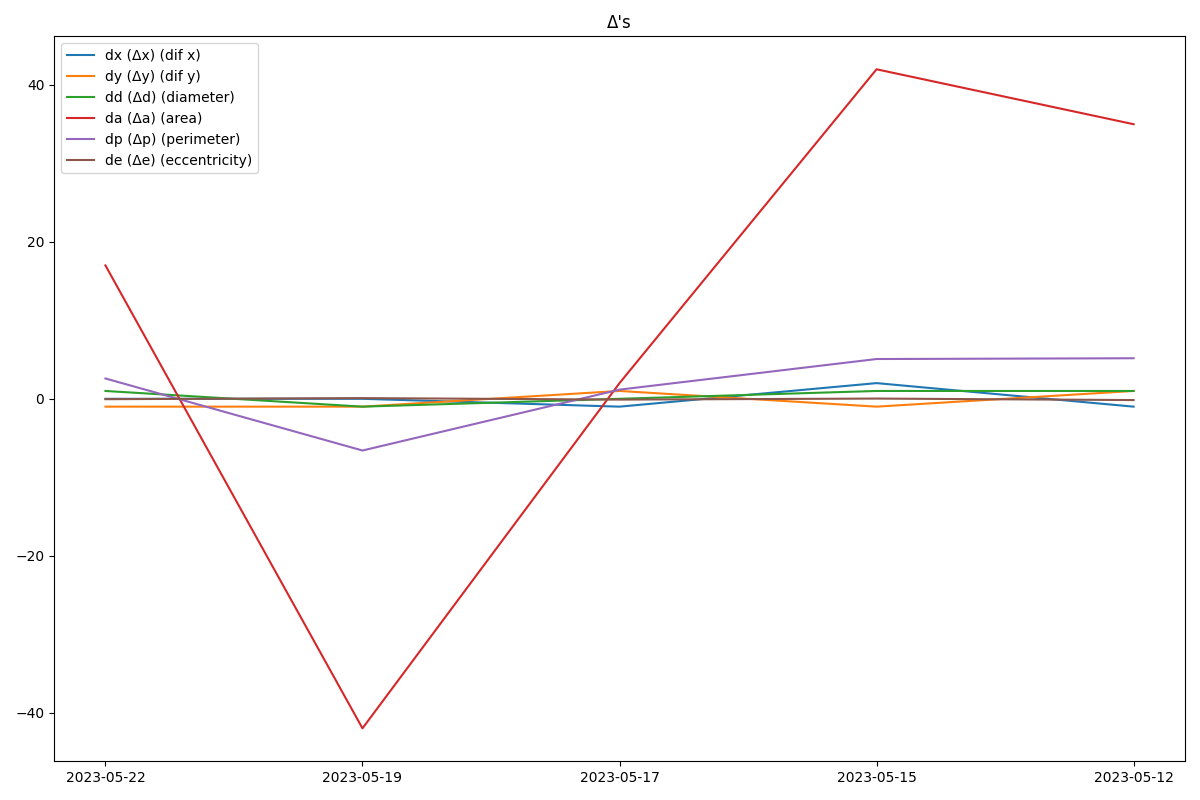 Δ's
dx (Δx) (dif x)
dy (Δy) (dif y)
dd (Δd) (diameter)
da (Δa) (area)
dp (Δp) (perimeter)
de (Δe) (eccentricity)
40
20
0
−20
−40
2023-05-22
2023-05-19
2023-05-17
2023-05-15
2023-05-12